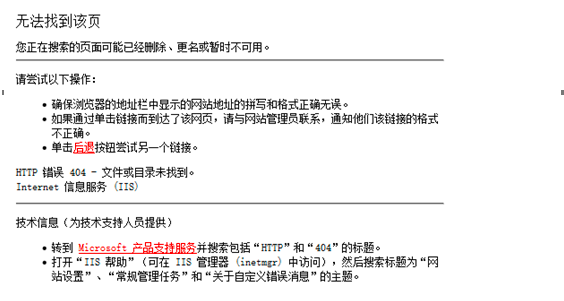 无法找到该页
您正在搜索的页面可能已经删除、更名或暂时不可用。
请尝试以下操作：
确保浏览器的地址栏中显示的网站地址的拼写和格式正确无误。
如果通过单击链接而到达了该网页，请与网站管理员联系，通知他们该链接的格式
不正确。
单击后退按钮尝试另一个链接。
HTTP 错误 404 - 文件或目录未找到。
Internet 信息服务 (IIS)
技术信息（为技术支持人员提供）
转到 Microsoft 产品支持服务并搜索包括“HTTP”和“404”的标题。
打开“IIS 帮助”（可在 IIS 管理器 (inetmgr) 中访问），然后搜索标题为“网
站设置”、“常规管理任务”和“关于自定义错误消息”的主题。